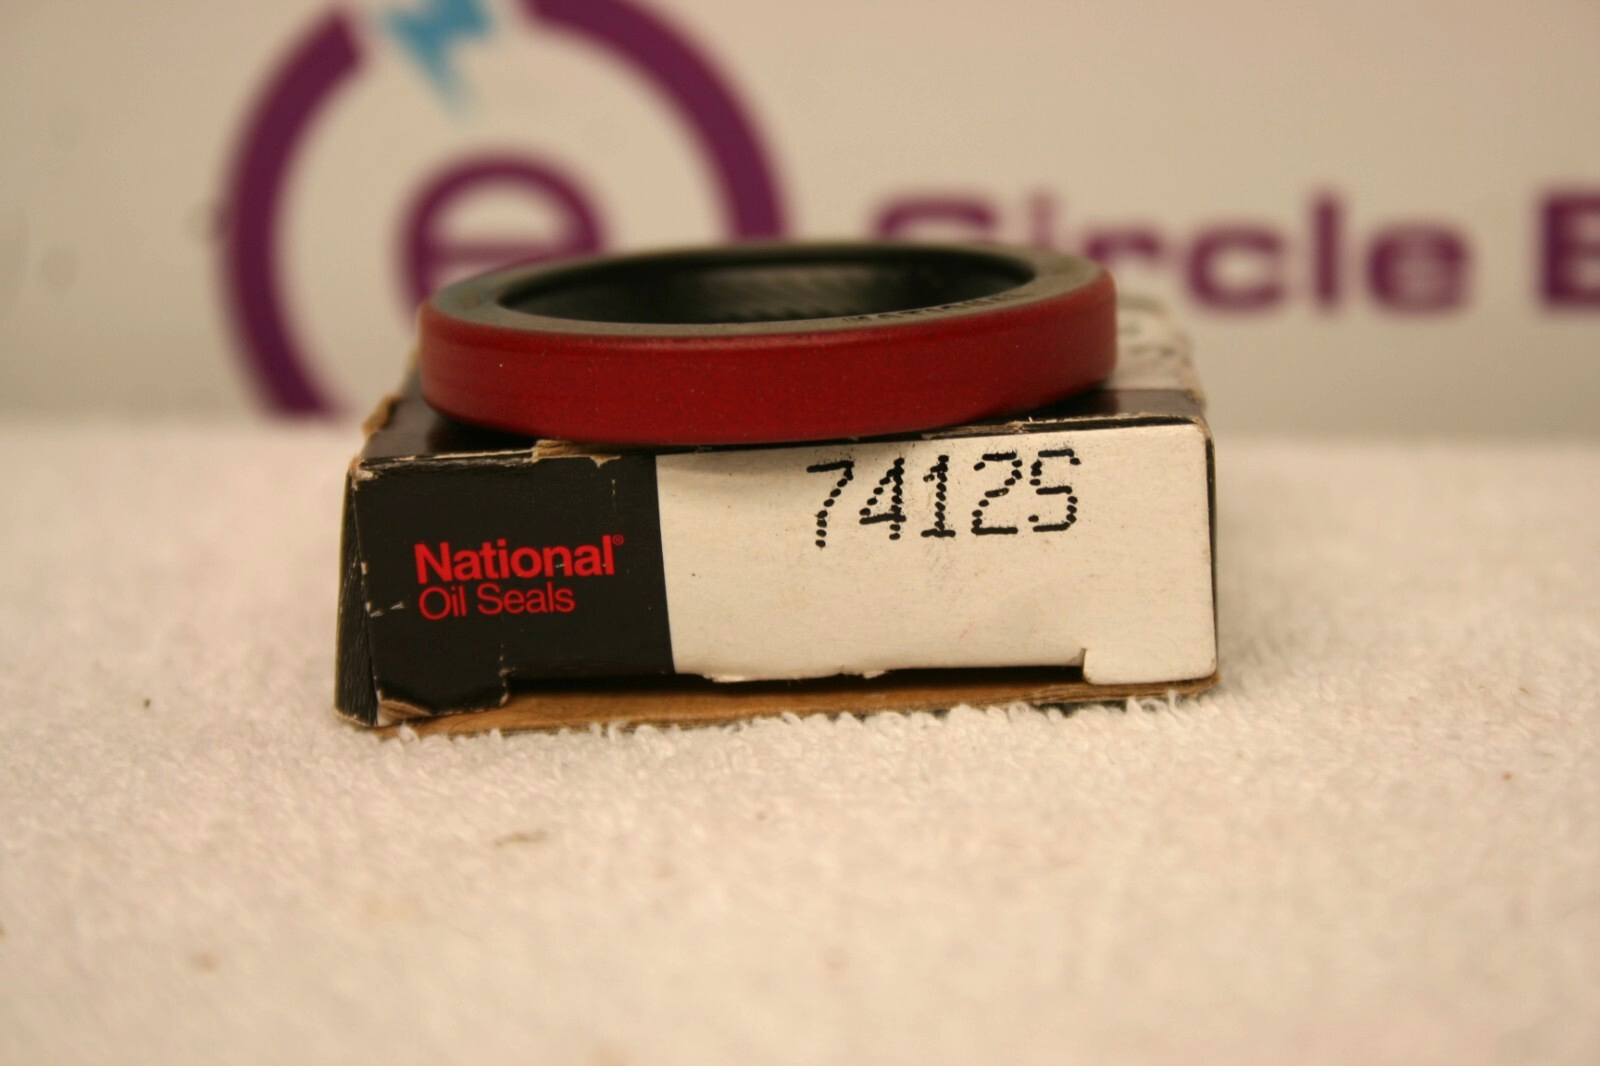 e Circle E
National®
Oil Seals
74125